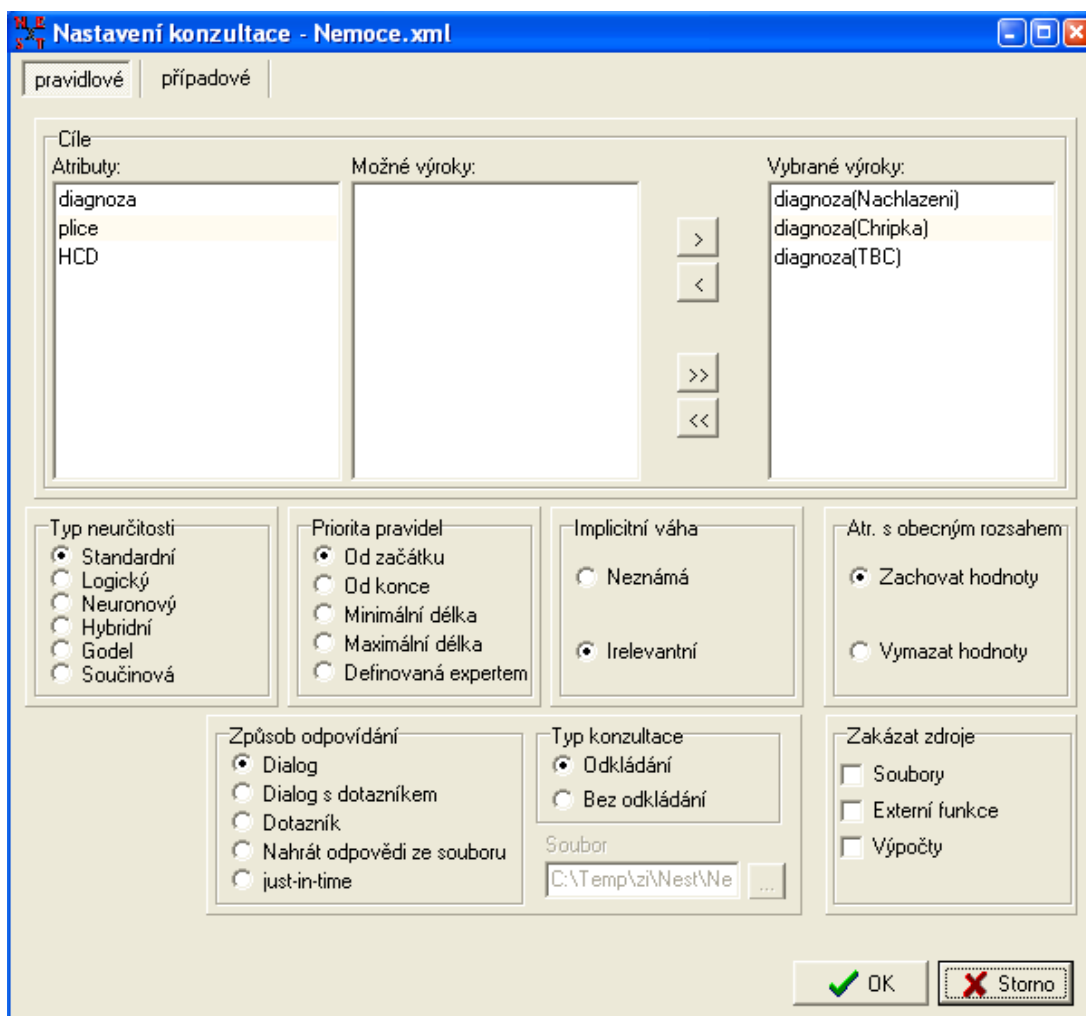 Nastavení konzultace - Nemoce.xml
pravidlové případové
Cíle
Atributy: Možné výroky: Vybrané výroky:
diagnoza diagnoza(Nachlazeni)
plice > diagnoza(Chripka)
HCD diagnoza(TBC)
<
>>
<<
Typ neurčitosti Priorita pravidel Implicitní váha Atr. s obecným rozsahem
Standardní Od začátku Neznámá Zachovat hodnoty
Logický Od konce
Neuronový Minimální délka
Hybridní Maximální délka Irelevantní Vymazat hodnoty
Godel Definovaná expertem
Součinová
Způsob odpovídání Typ konzultace Zakázat zdroje
Dialog Odkládání Soubory
Dialog s dotazníkem Bez odkládání Externí funkce
Dotazník Výpočty
Nahrát odpovědi ze souboru Soubor
just-in-time C:\Temp\zi\Nest\Ne ...
OK Storno